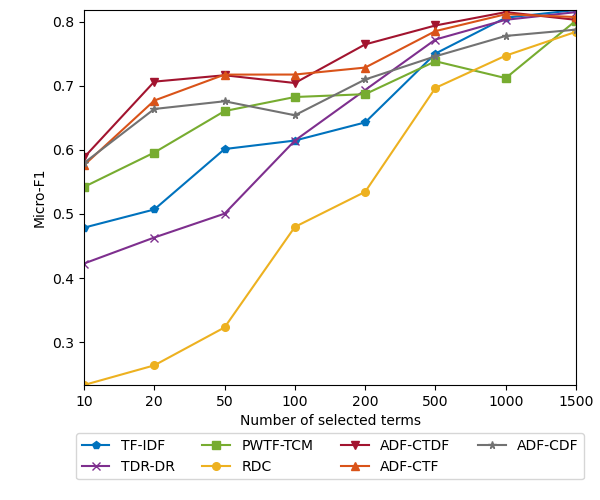 0.8
0.7
0.6
0.5
0.4
0.3
Micro-F1
10 20 50 100 200 500 1000 1500
Number of selected terms
TF-IDF PWTF-TCM ADF-CTDF ADF-CDF
TDR-DR RDC ADF-CTF